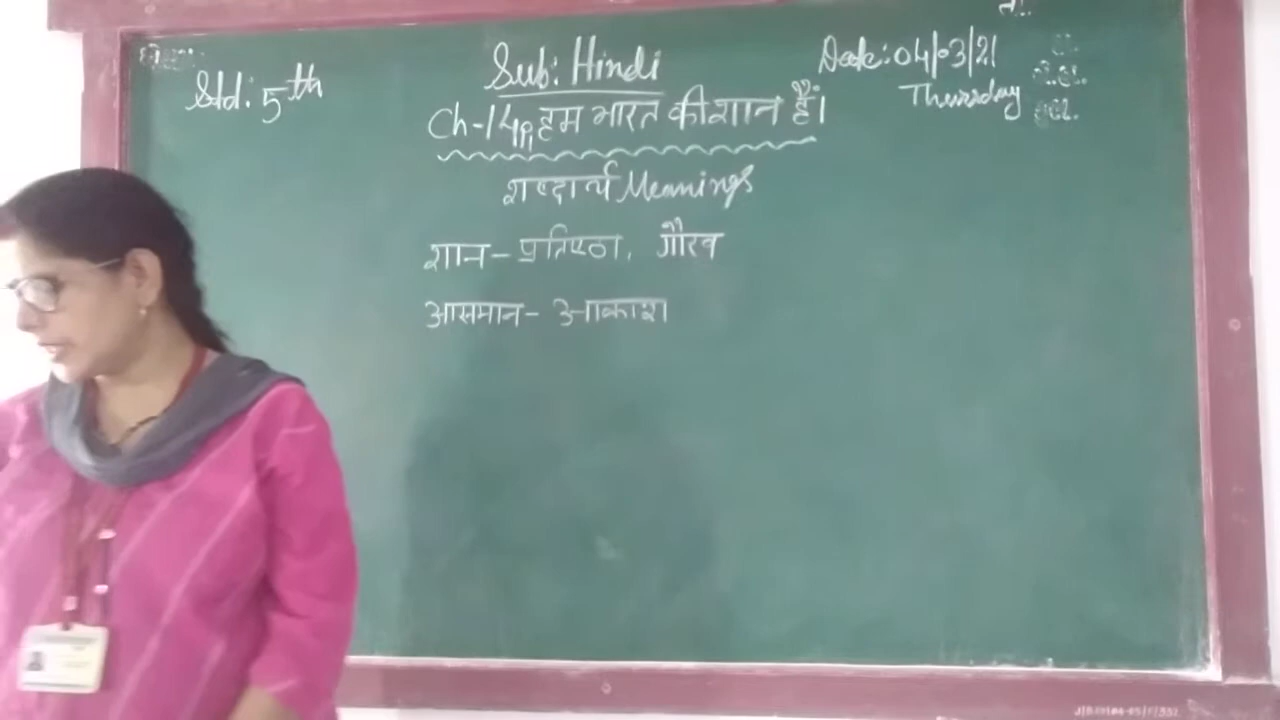 Std: 5th
Sub: Hindi
Date: 04/03/21
Thursday
Ch-14, हम भारत की शान हैं।
शब्दार्थ Meanings
शान - प्रतिष्ठा, गौरव
आसमान - आकाश